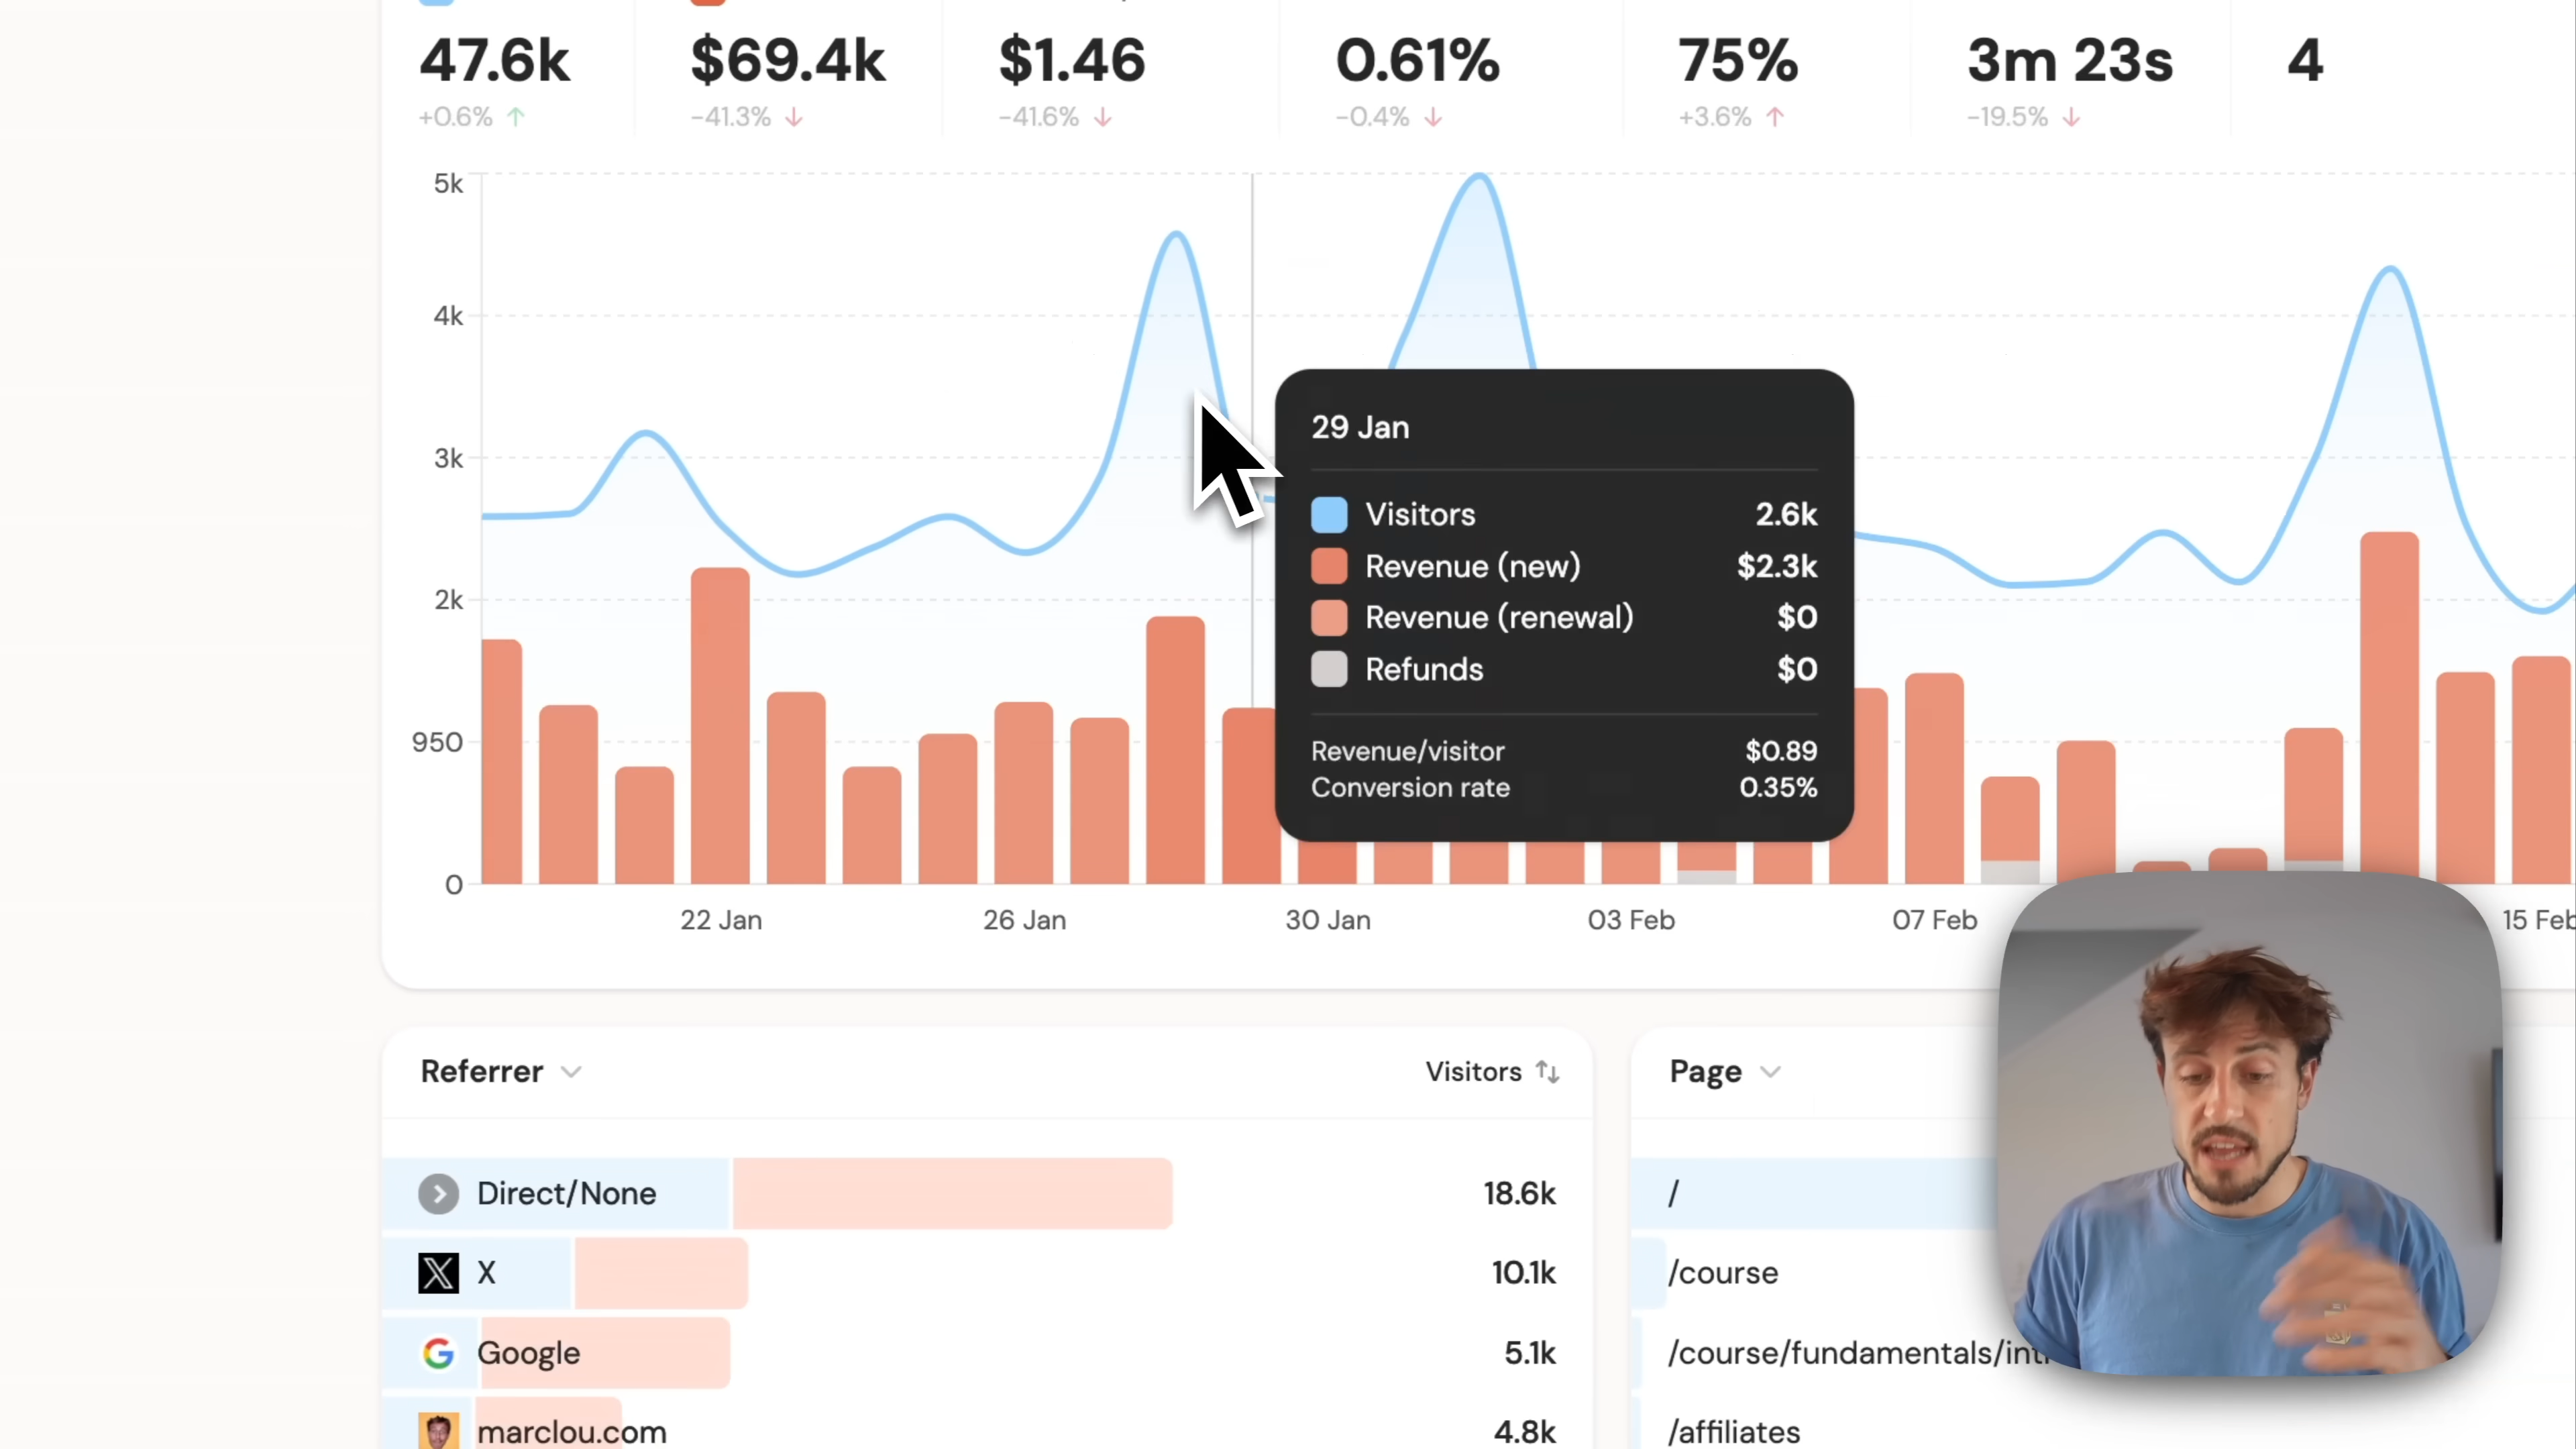 47.6k $69.4k $1.46 0.61% 75% 3m 23s 4
+0.6% ↑ -41.3% ↓ -41.6% ↓ -0.4% ↓ +3.6% ↑ -19.5% ↓
5k
4k
3k
2k
950
0
29 Jan
Visitors 2.6k
Revenue (new) $2.3k
Revenue (renewal) $0
Refunds $0
Revenue/visitor $0.89
Conversion rate 0.35%
22 Jan 26 Jan 30 Jan 03 Feb 07 Feb 15 Feb
Referrer Visitors
Direct/None 18.6k
X 10.1k
Google 5.1k
marclou.com 4.8k
Page
/
/course
/course/fundamentals/int
/affiliates